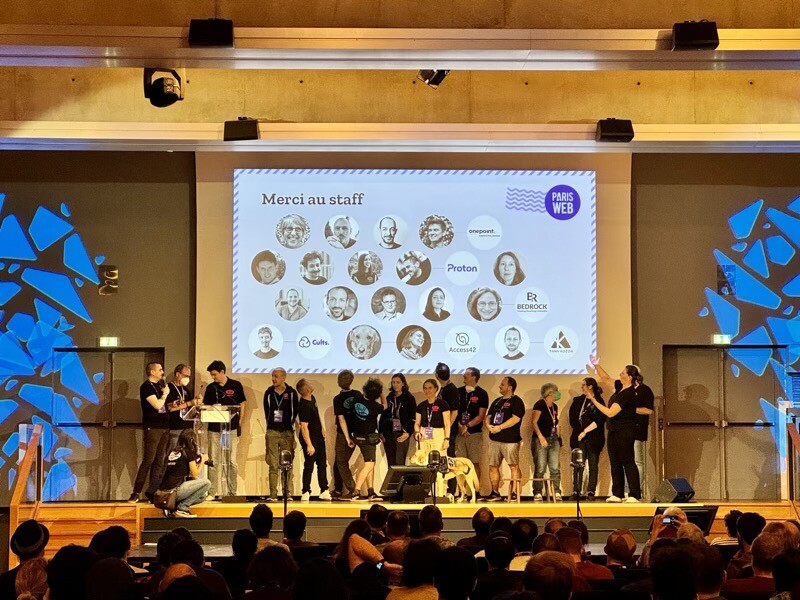 Merci au staff
PARIS
WEB
onepoint.
Proton
BEDROCK
Cults.
Access42